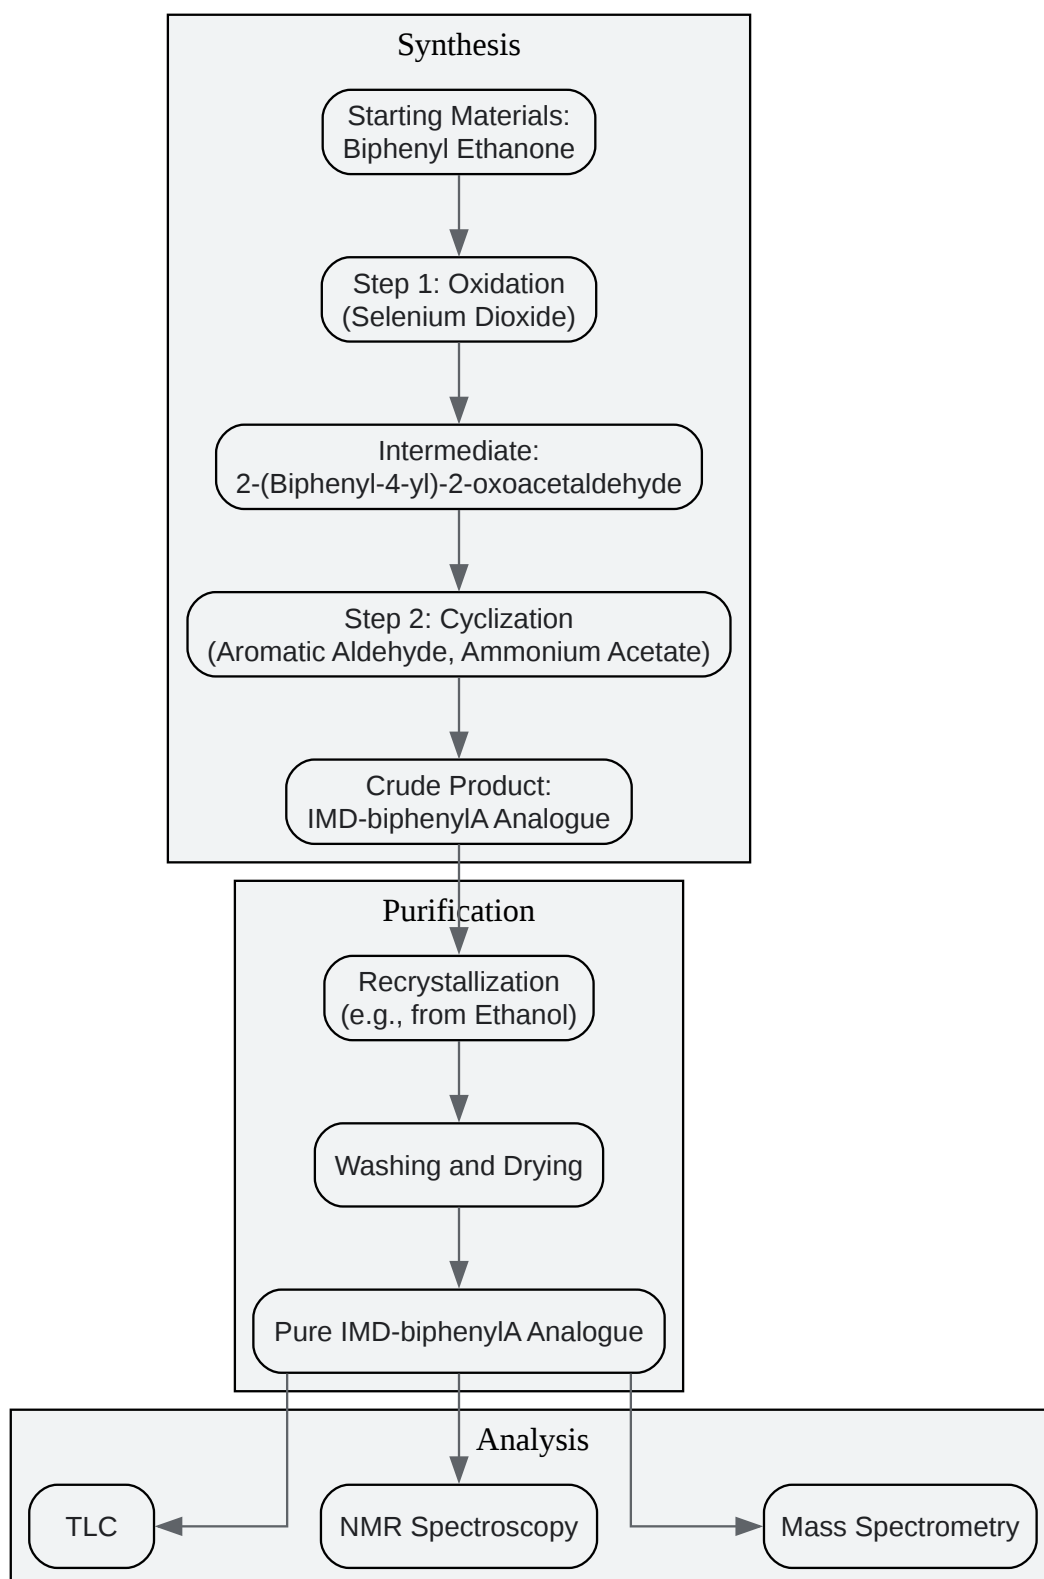 Synthesis
Starting Materials:
Biphenyl Ethanone
Step 1: Oxidation
(Selenium Dioxide)
Intermediate:
2-(Biphenyl-4-yl)-2-oxoacetaldehyde
Step 2: Cyclization
(Aromatic Aldehyde, Ammonium Acetate)
Crude Product:
IMD-biphenylA Analogue
Purification
Recrystallization
(e.g., from Ethanol)
Washing and Drying
Pure IMD-biphenylA Analogue
Analysis
TLC
NMR Spectroscopy
Mass Spectrometry